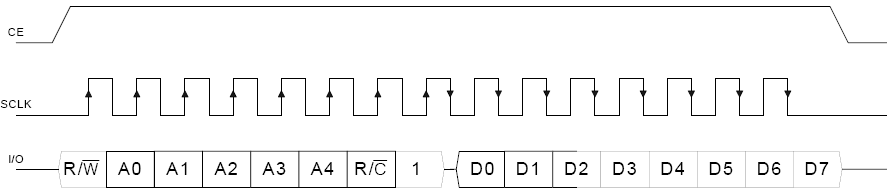 CE
SCLK
I/O R/W̅ A0 A1 A2 A3 A4 R/C̅ 1 D0 D1 D2 D3 D4 D5 D6 D7